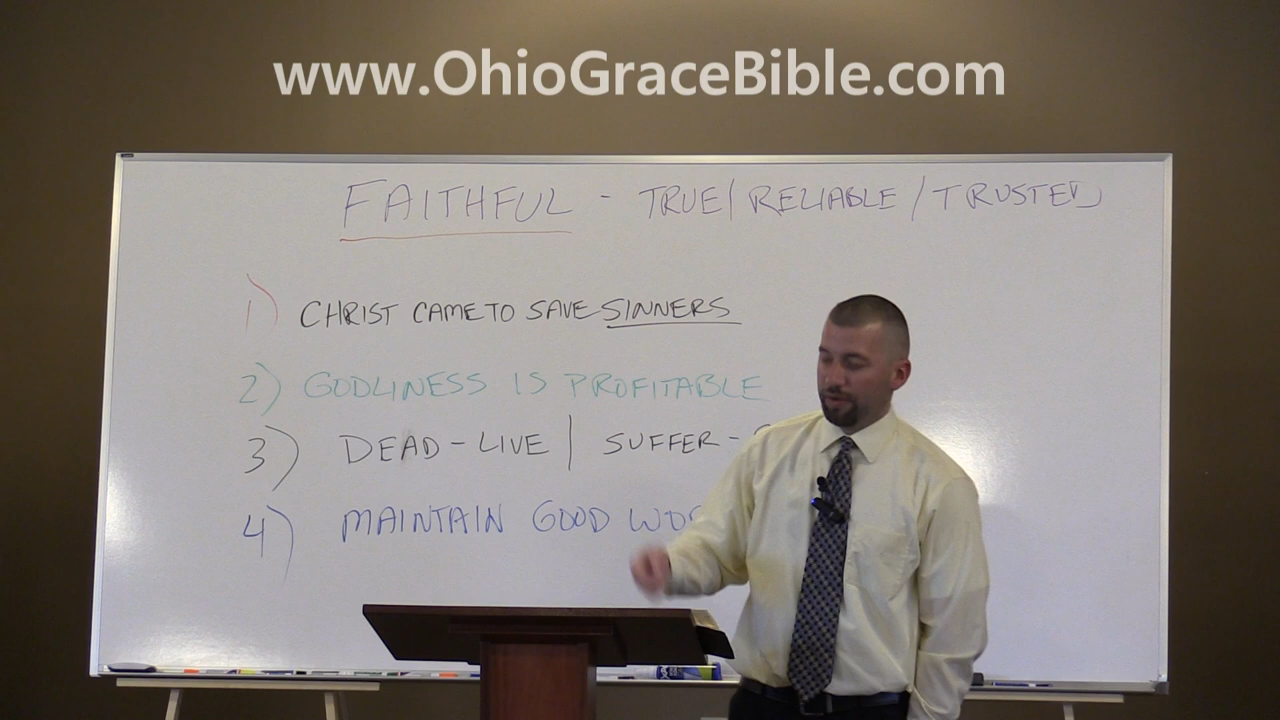 www.OhioGraceBible.com
FAITHFUL - TRUE / RELIABLE / TRUSTED
1) CHRIST CAME TO SAVE SINNERS
2) GODLINESS IS PROFITABLE
3) DEAD - LIVE | SUFFER -
4) MAINTAIN GOOD